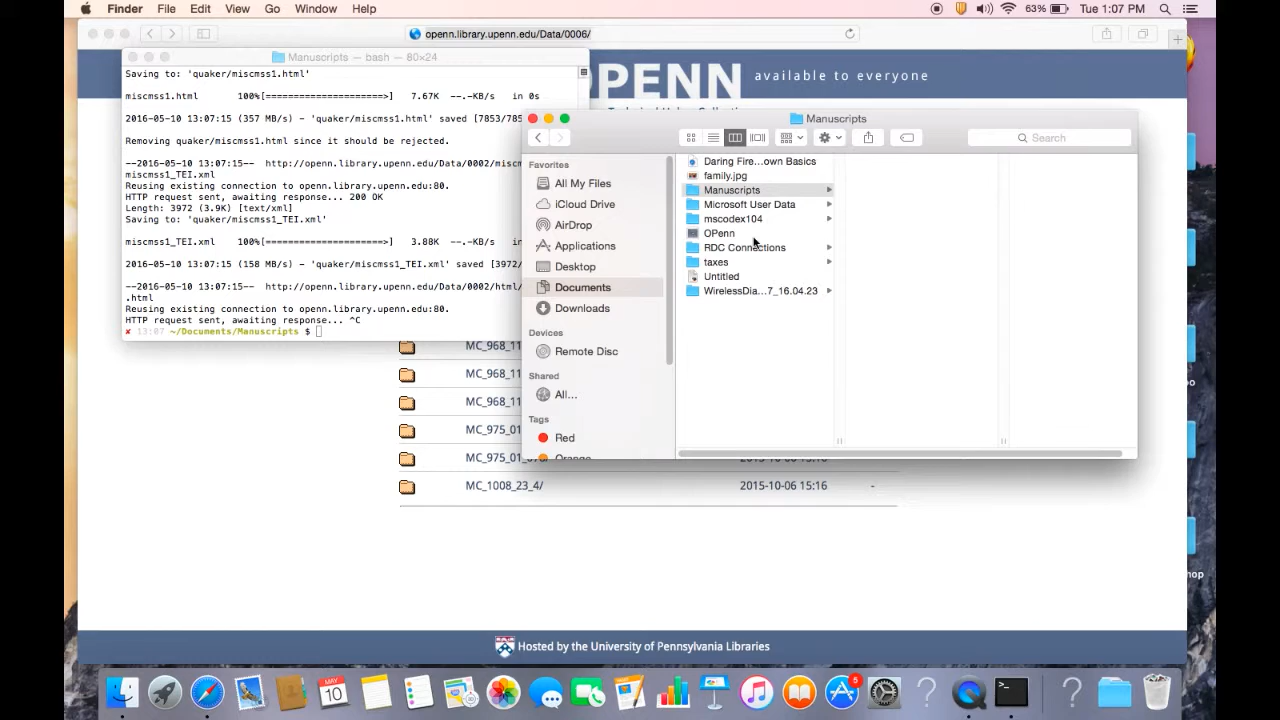 Finder File Edit View Go Window Help
63% Tue 1:07 PM
openn.library.upenn.edu/Data/0006/
OPENN available to everyone
Manuscripts — bash — 80×24
Saving to: 'quaker/miscmss1.html'
miscmss1.html 100%[=====================>] 7.67K --.-KB/s in 0s
2016-05-10 13:07:15 (357 MB/s) - 'quaker/miscmss1.html' saved [7853/785
Removing quaker/miscmss1.html since it should be rejected.
--2016-05-10 13:07:15-- http://openn.library.upenn.edu/Data/0002/miscm
miscmss1_TEI.xml
Reusing existing connection to openn.library.upenn.edu:80.
HTTP request sent, awaiting response... 200 OK
Length: 3972 (3.9K) [text/xml]
Saving to: 'quaker/miscmss1_TEI.xml'
miscmss1_TEI.xml 100%[=====================>] 3.88K --.-KB/s
2016-05-10 13:07:15 (158 MB/s) - 'quaker/miscmss1_TEI.xml' saved [3972/
--2016-05-10 13:07:15-- http://openn.library.upenn.edu/Data/0002/html/
.html
Reusing existing connection to openn.library.upenn.edu:80.
HTTP request sent, awaiting response... ^C
✘ 13:07 ~/Documents/Manuscripts $
Manuscripts
Search
Favorites
All My Files
iCloud Drive
AirDrop
Applications
Desktop
Documents
Downloads
Devices
Remote Disc
Shared
All...
Tags
Red
Orange
Daring Fire...own Basics
family.jpg
Manuscripts
Microsoft User Data
mscodex104
OPenn
RDC Connections
taxes
Untitled
WirelessDia...7_16.04.23
MC_968_11
MC_968_11
MC_968_11
MC_975_01
MC_975_01
MC_1008_23_4/ 2015-10-06 15:16 -
Hosted by the University of Pennsylvania Libraries
MAY
10
5